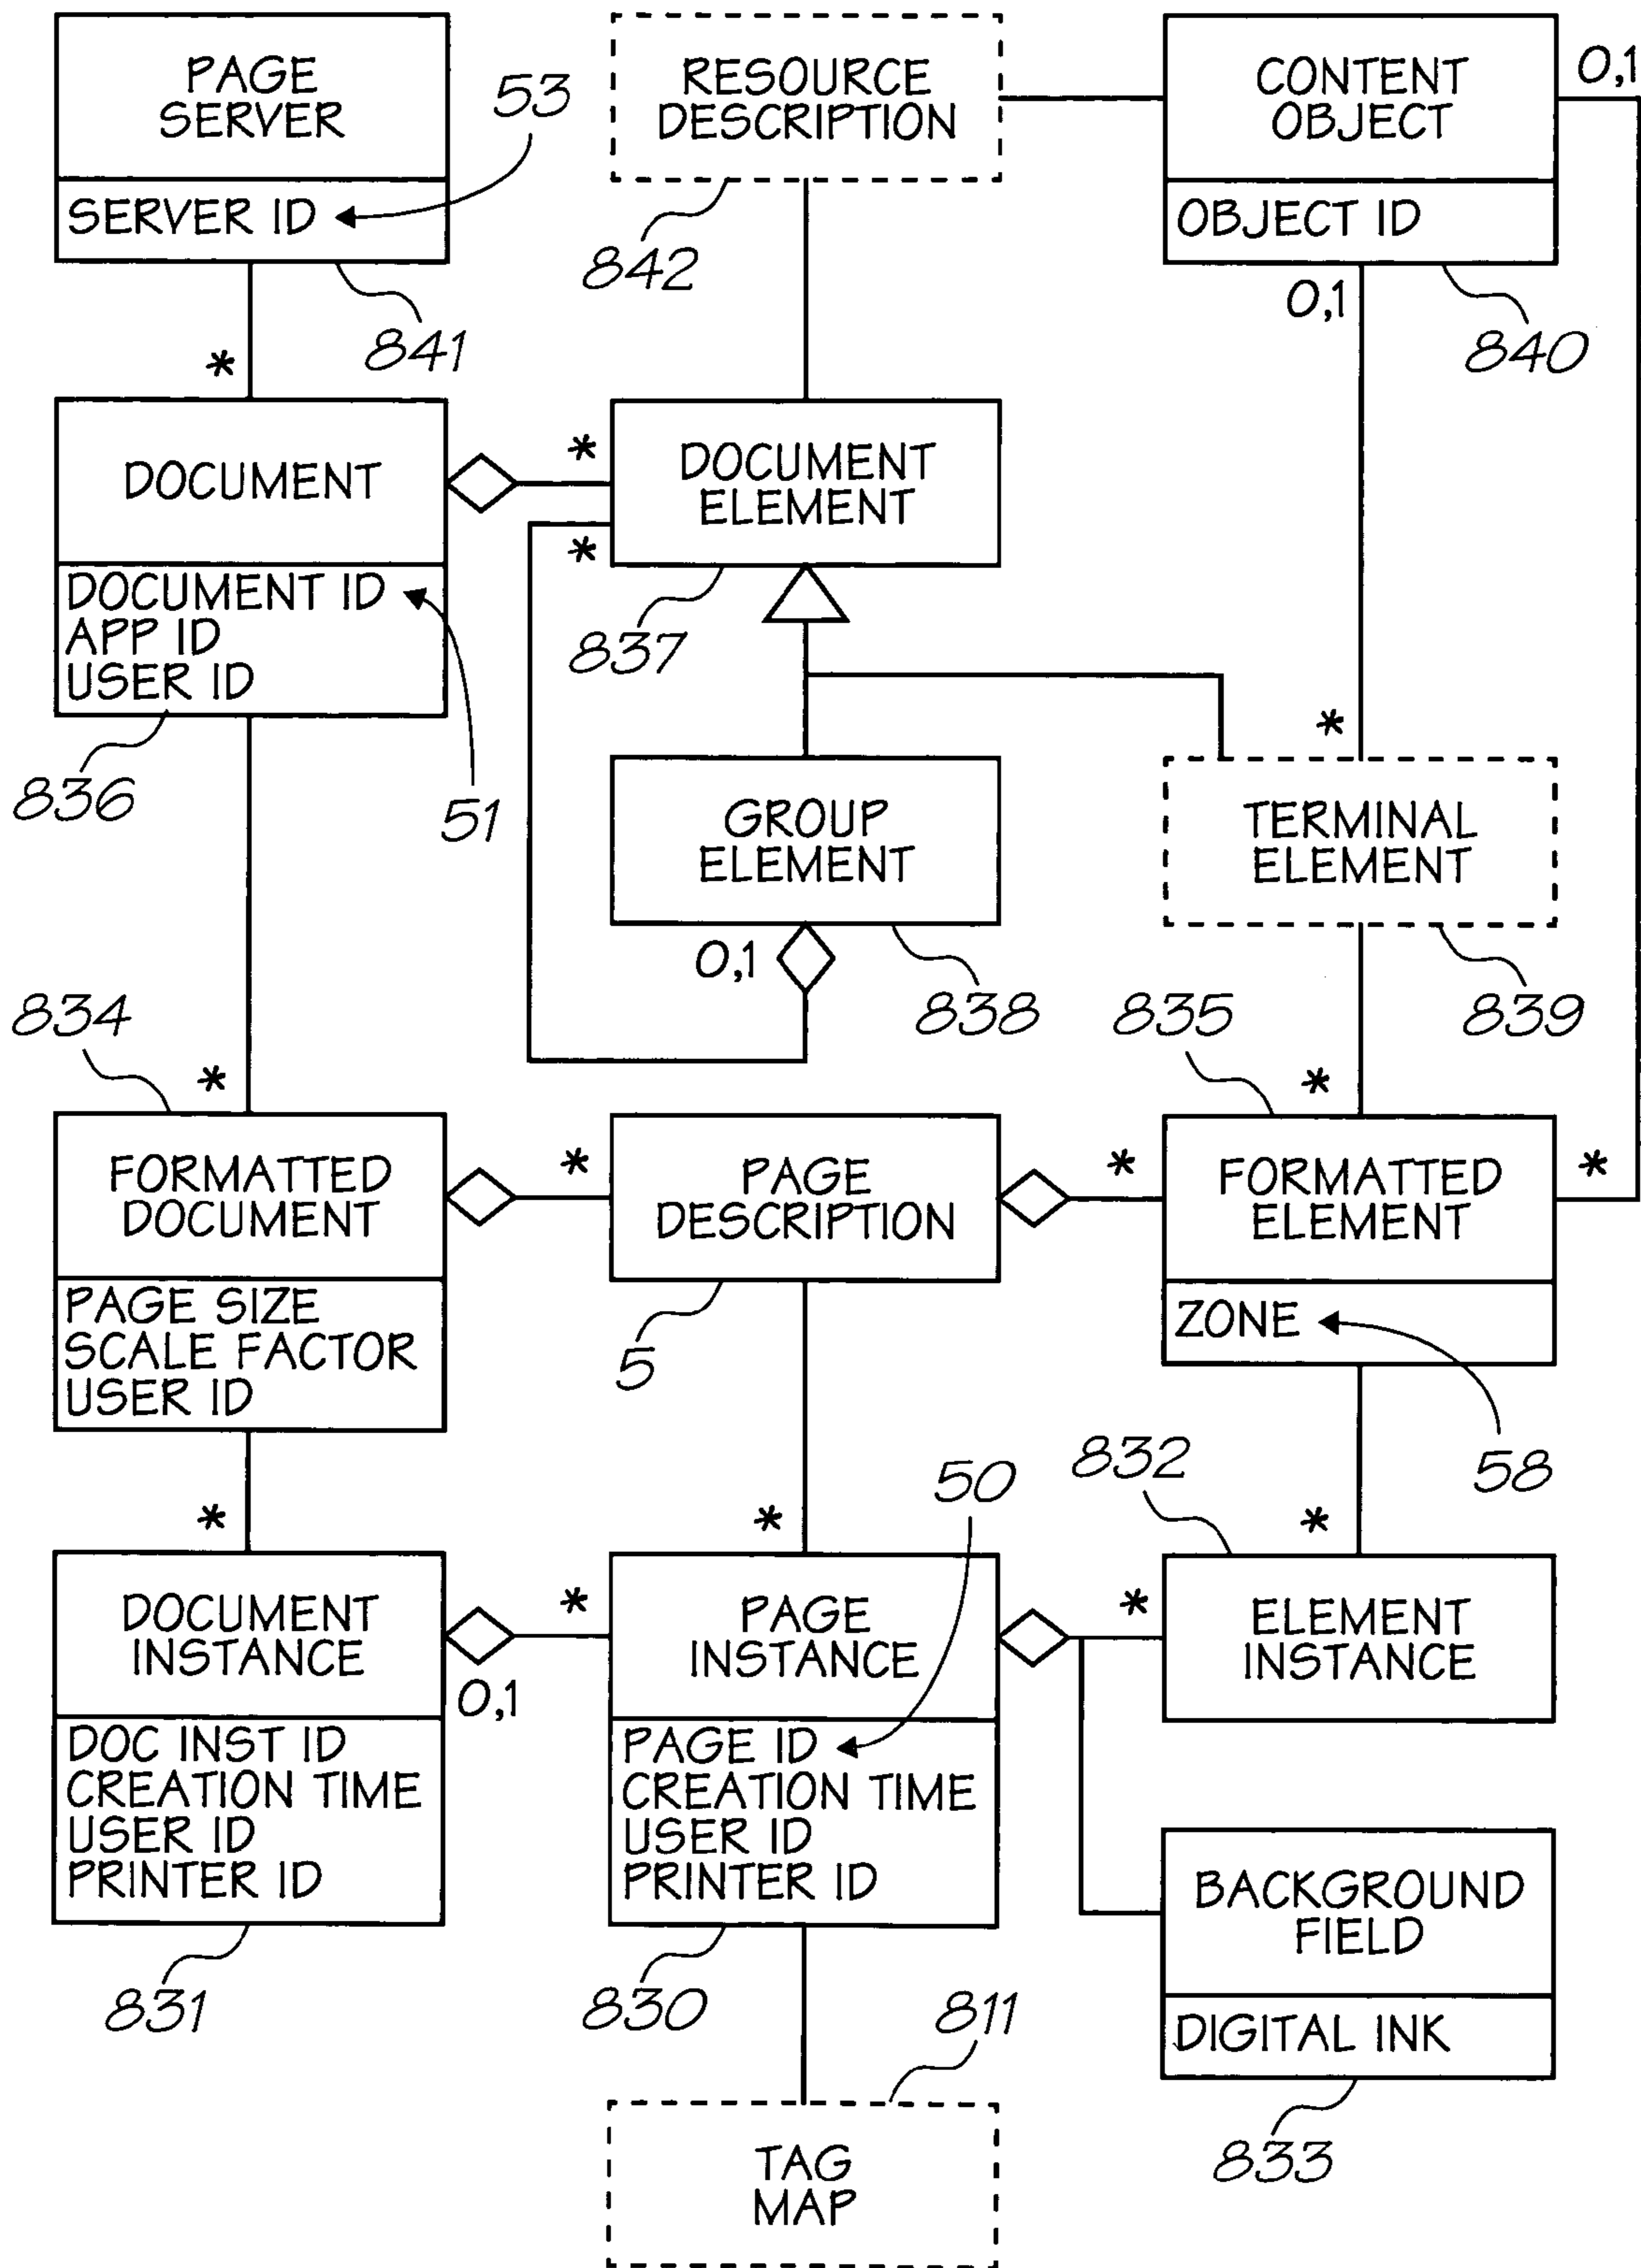 PAGE
SERVER
SERVER ID
53
841
RESOURCE
DESCRIPTION
842
CONTENT
OBJECT
OBJECT ID
0,1
0,1
840
*
DOCUMENT
DOCUMENT ID
APP ID
USER ID
836
51
*
*
DOCUMENT
ELEMENT
837
GROUP
ELEMENT
0,1
838
*
TERMINAL
ELEMENT
839
834
*
FORMATTED
DOCUMENT
PAGE SIZE
SCALE FACTOR
USER ID
*
PAGE
DESCRIPTION
5
835
*
*
*
FORMATTED
ELEMENT
ZONE
58
*
DOCUMENT
INSTANCE
0,1
DOC INST ID
CREATION TIME
USER ID
PRINTER ID
831
*
*
50
PAGE
INSTANCE
PAGE ID
CREATION TIME
USER ID
PRINTER ID
830
832
*
*
ELEMENT
INSTANCE
BACKGROUND
FIELD
DIGITAL INK
833
811
TAG
MAP